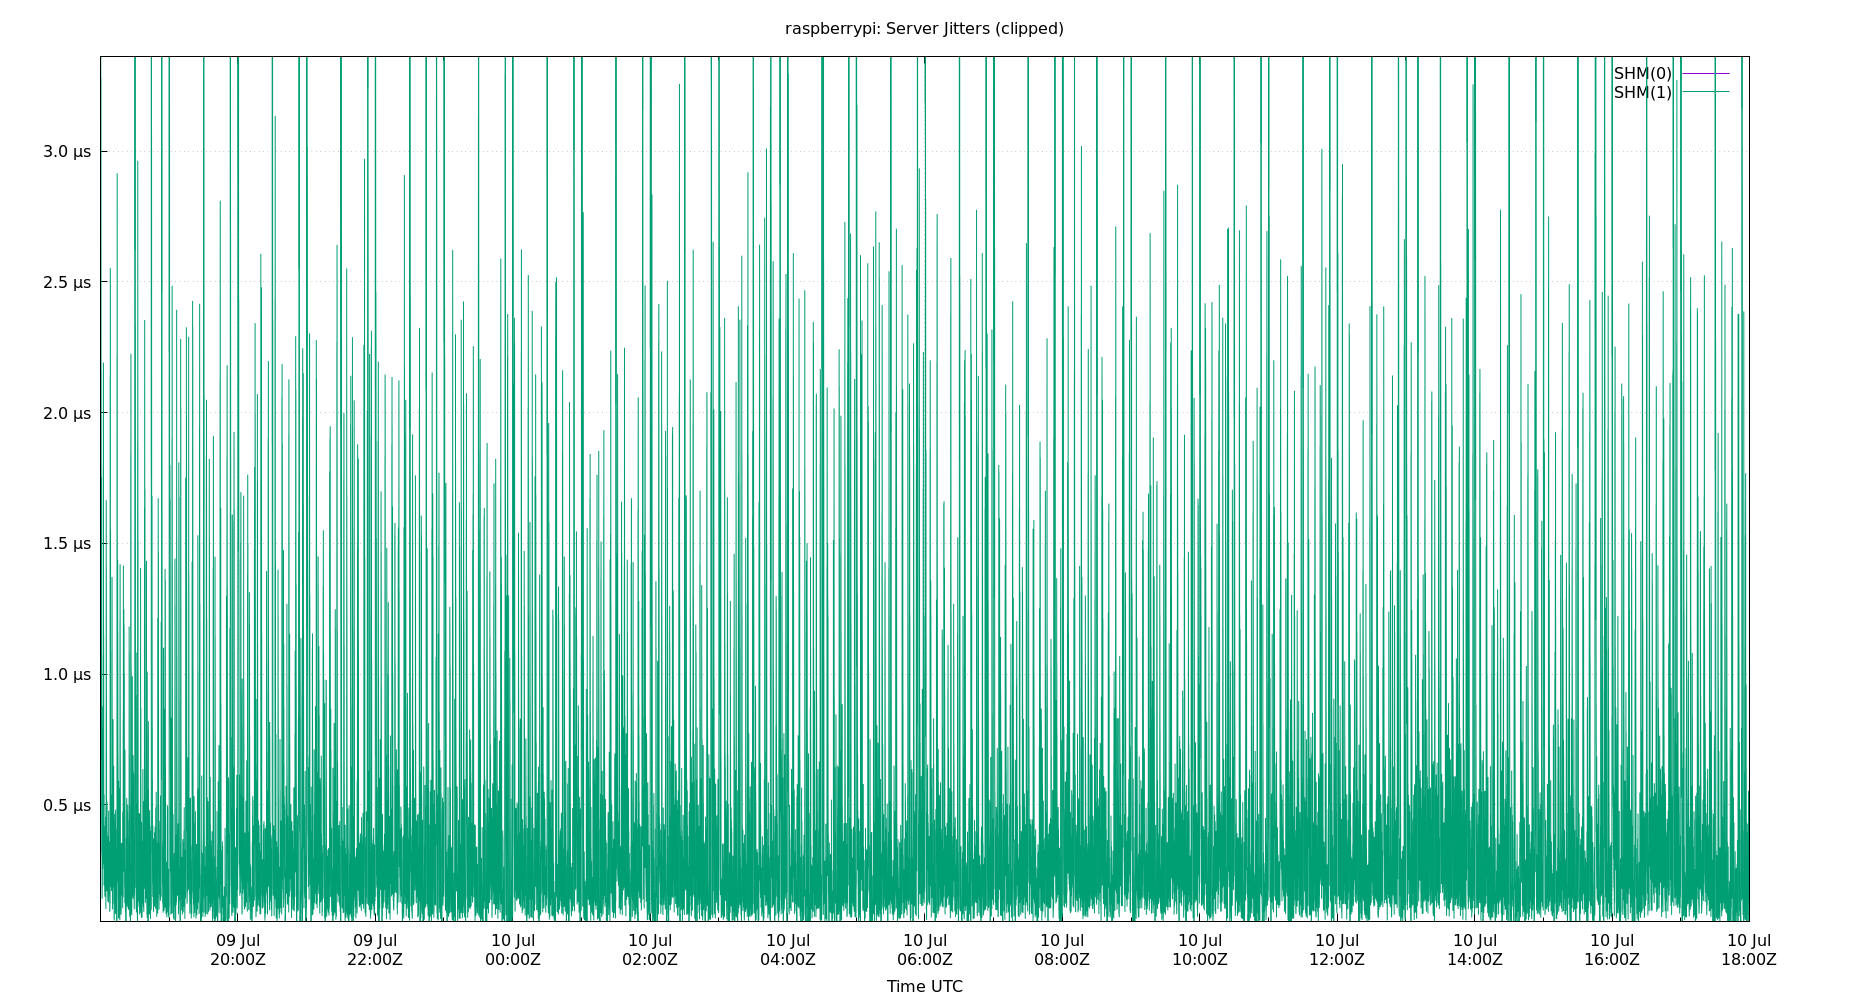 raspberrypi: Server Jitters (clipped)
SHM(0)
SHM(1)
3.0 µs
2.5 µs
2.0 µs
1.5 µs
1.0 µs
0.5 µs
09 Jul 09 Jul 10 Jul 10 Jul 10 Jul 10 Jul 10 Jul 10 Jul 10 Jul 10 Jul 10 Jul 10 Jul
20:00Z 22:00Z 00:00Z 02:00Z 04:00Z 06:00Z 08:00Z 10:00Z 12:00Z 14:00Z 16:00Z 18:00Z
Time UTC